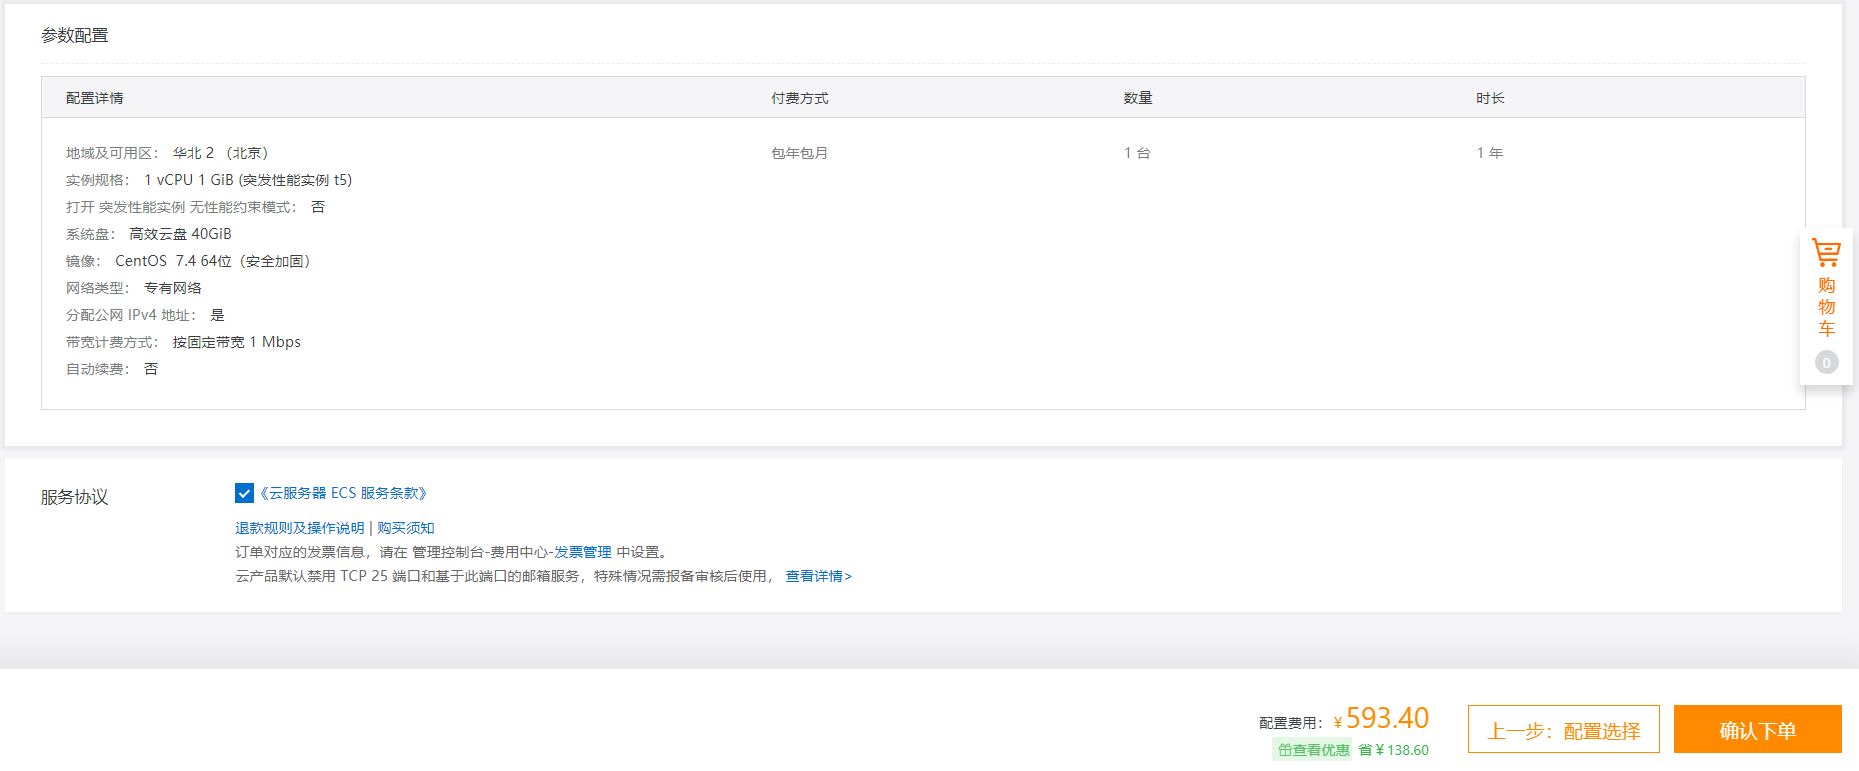 参数配置
配置详情 付费方式 数量 时长
地域及可用区： 华北 2 （北京） 包年包月 1 台 1 年
实例规格： 1 vCPU 1 GiB (突发性能实例 t5)
打开 突发性能实例 无性能约束模式： 否
系统盘： 高效云盘 40GiB
镜像： CentOS 7.4 64位（安全加固）
网络类型： 专有网络
分配公网 IPv4 地址： 是
带宽计费方式： 按固定带宽 1 Mbps
自动续费： 否
购
物
车
0
服务协议 《云服务器 ECS 服务条款》
退款规则及操作说明 | 购买须知
订单对应的发票信息，请在 管理控制台-费用中心-发票管理 中设置。
云产品默认禁用 TCP 25 端口和基于此端口的邮箱服务，特殊情况需报备审核后使用， 查看详情>
配置费用： ¥ 593.40
查看优惠 省 ¥ 138.60
上一步：配置选择
确认下单